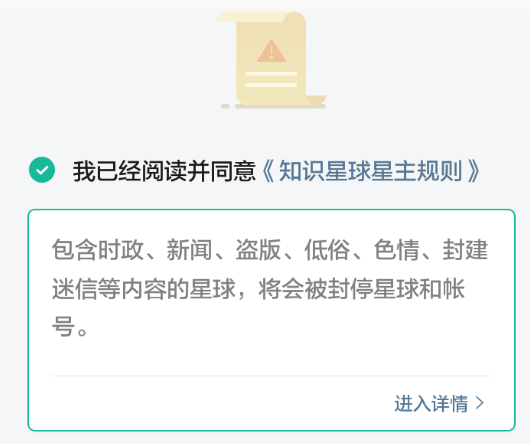 我已经阅读并同意《知识星球星主规则》
包含时政、新闻、盗版、低俗、色情、封建
迷信等内容的星球，将会被封停星球和帐
号。
进入详情 >